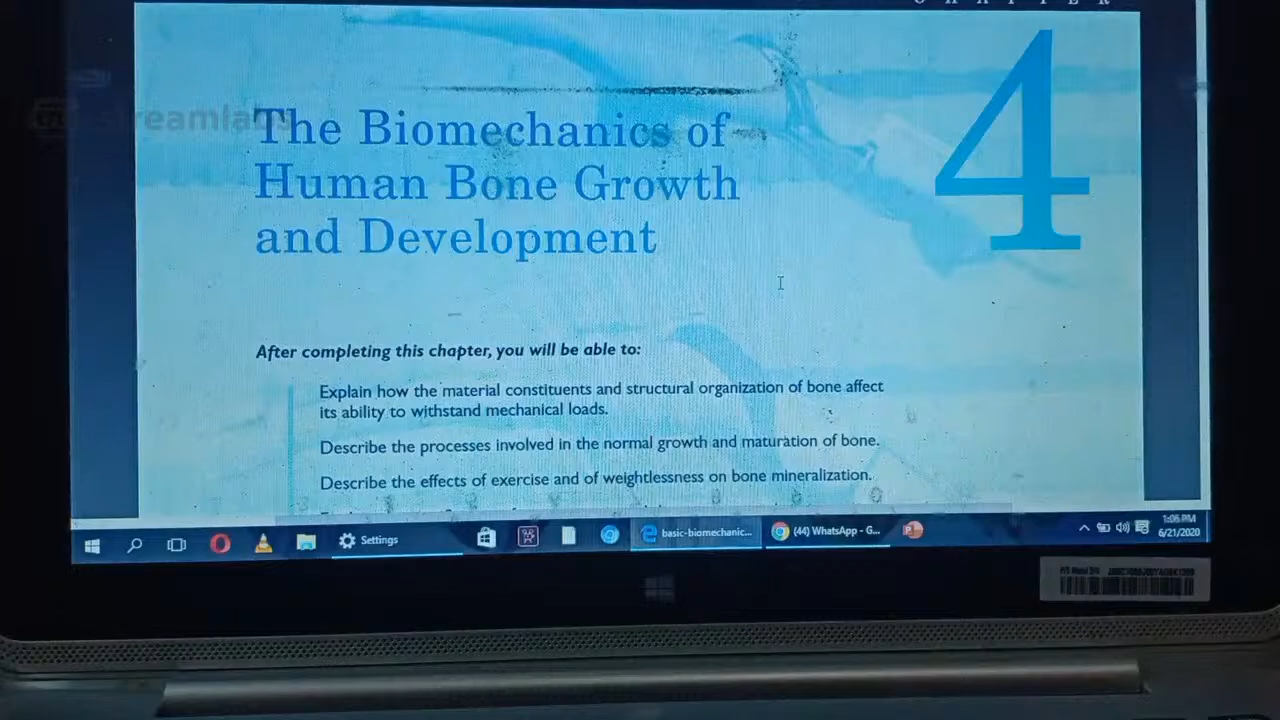 C H A P T E R
4
The Biomechanics of
Human Bone Growth
and Development
After completing this chapter, you will be able to:
Explain how the material constituents and structural organization of bone affect
its ability to withstand mechanical loads.
Describe the processes involved in the normal growth and maturation of bone.
Describe the effects of exercise and of weightlessness on bone mineralization.
Settings
basic-biomechanic...
(44) WhatsApp - G...
1:06 PM
6/21/2020